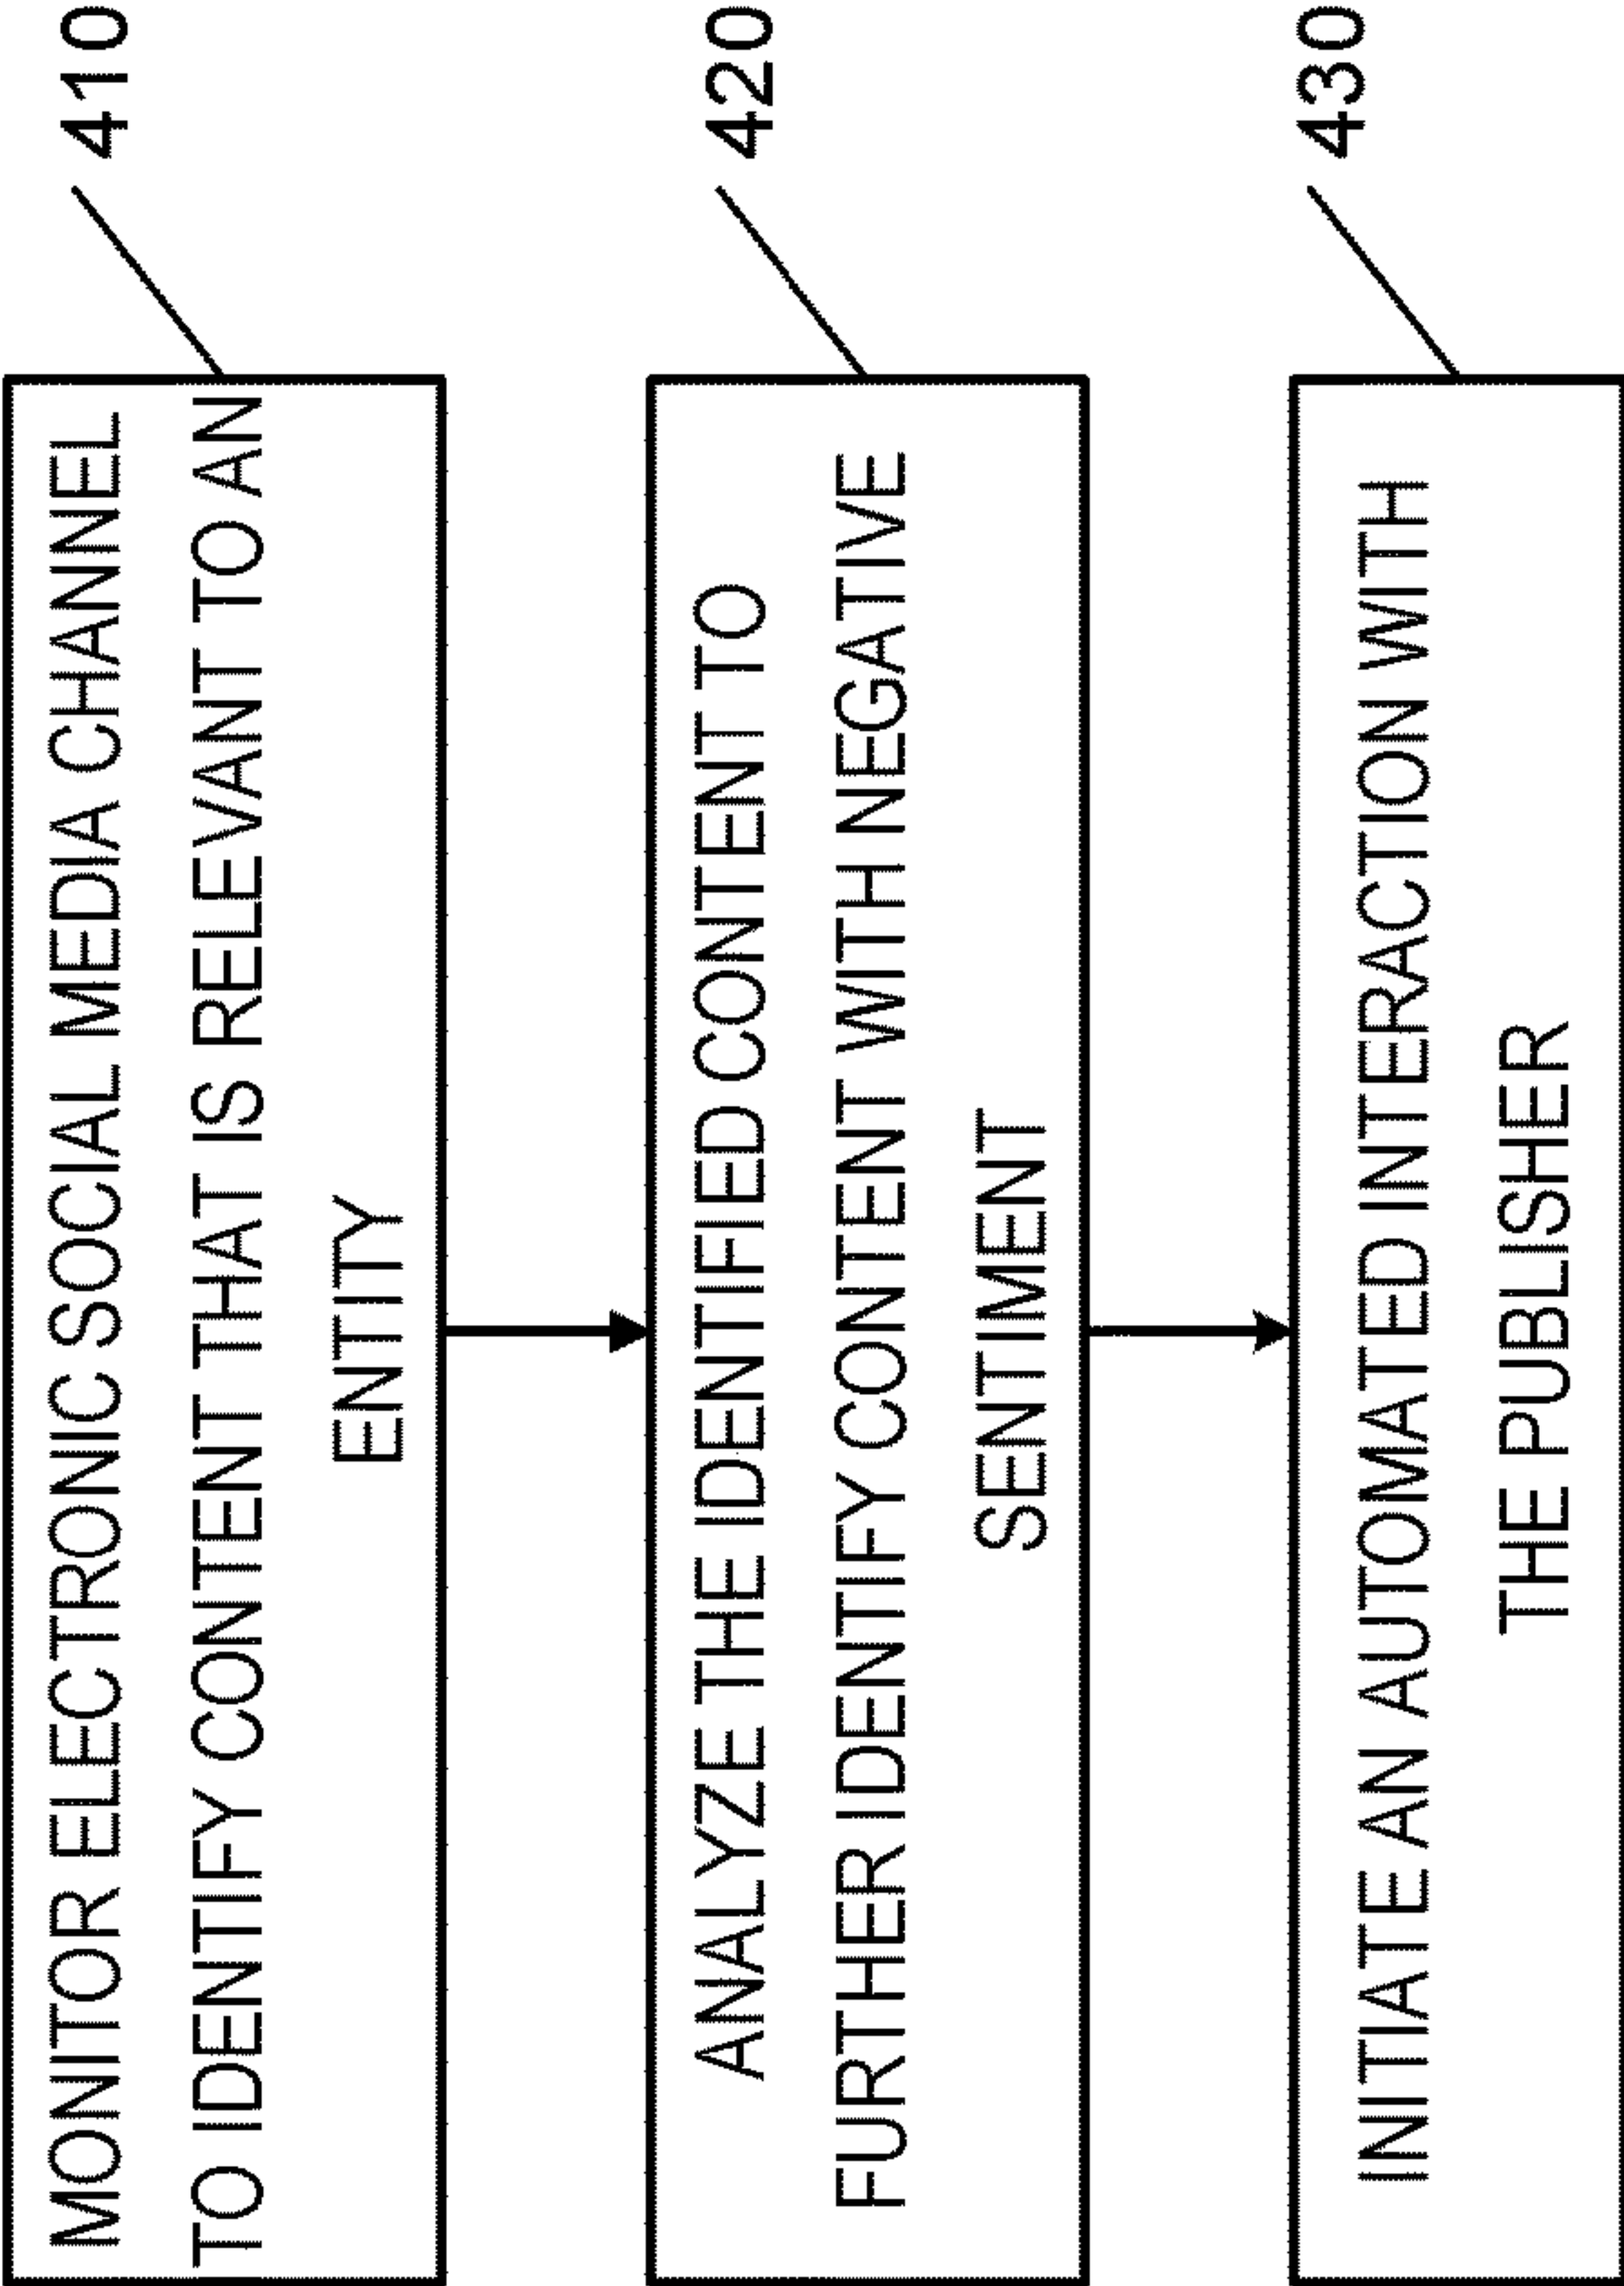 MONITOR ELECTRONIC SOCIAL MEDIA CHANNEL
TO IDENTIFY CONTENT THAT IS RELEVANT TO AN
ENTITY
410
ANALYZE THE IDENTIFIED CONTENT TO
FURTHER IDENTIFY CONTENT WITH NEGATIVE
SENTIMENT
420
INITIATE AN AUTOMATED INTERACTION WITH
THE PUBLISHER
430